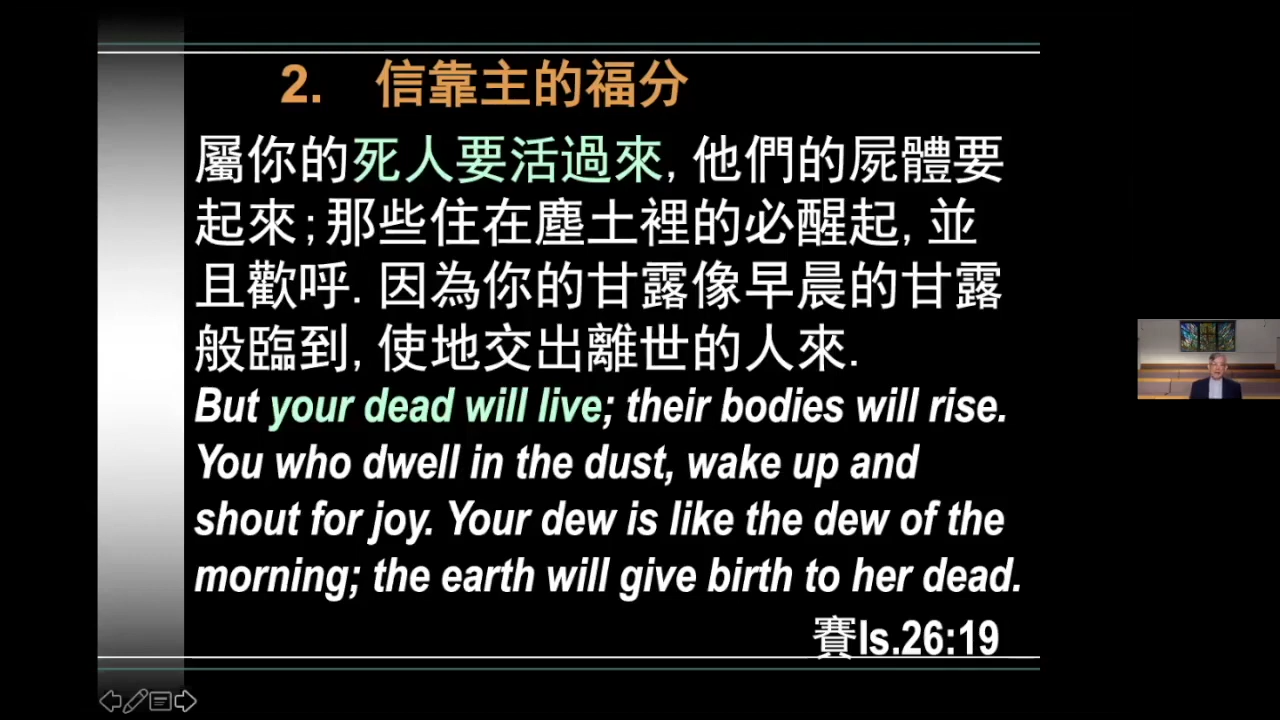 2. 信靠主的福分
屬你的死人要活過來, 他們的屍體要
起來; 那些住在塵土裡的必醒起, 並
且歡呼. 因為你的甘露像早晨的甘露
般臨到, 使地交出離世的人來.
But your dead will live; their bodies will rise.
You who dwell in the dust, wake up and
shout for joy. Your dew is like the dew of the
morning; the earth will give birth to her dead.
賽Is.26:19